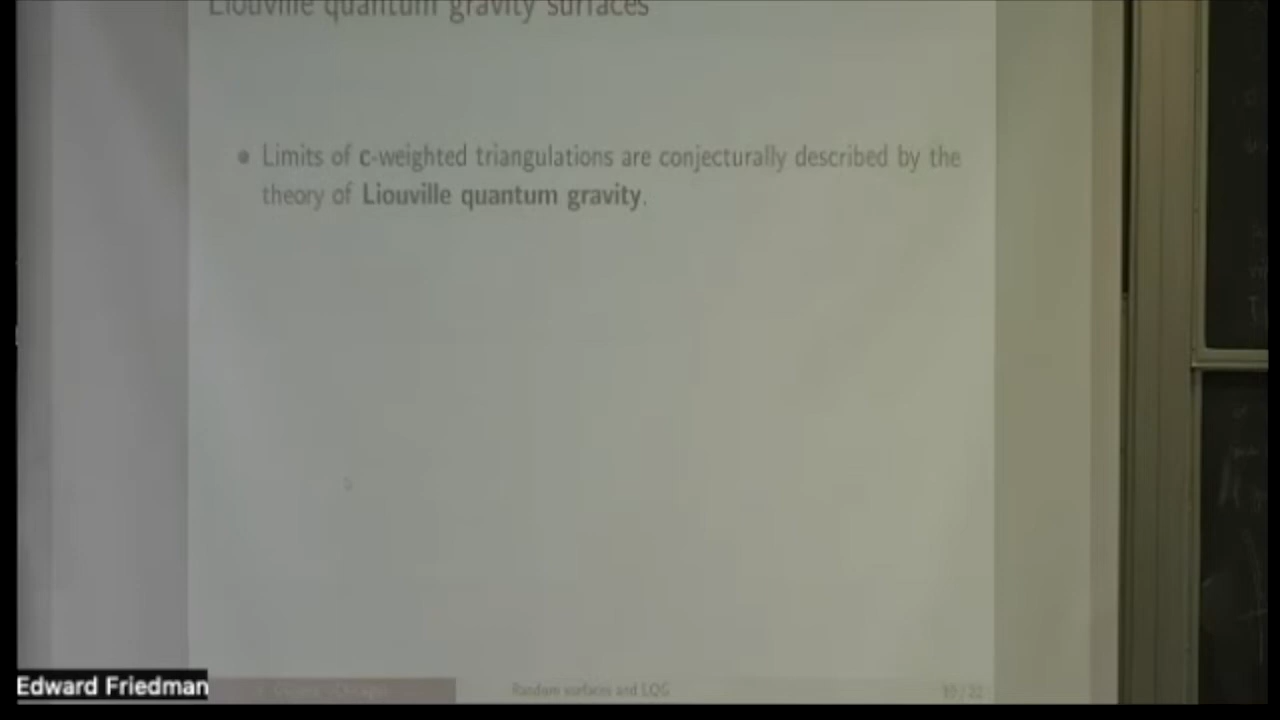 Liouville quantum gravity surfaces
• Limits of c-weighted triangulations are conjecturally described by the
theory of Liouville quantum gravity.
Edward Friedman
Random surfaces and LQG